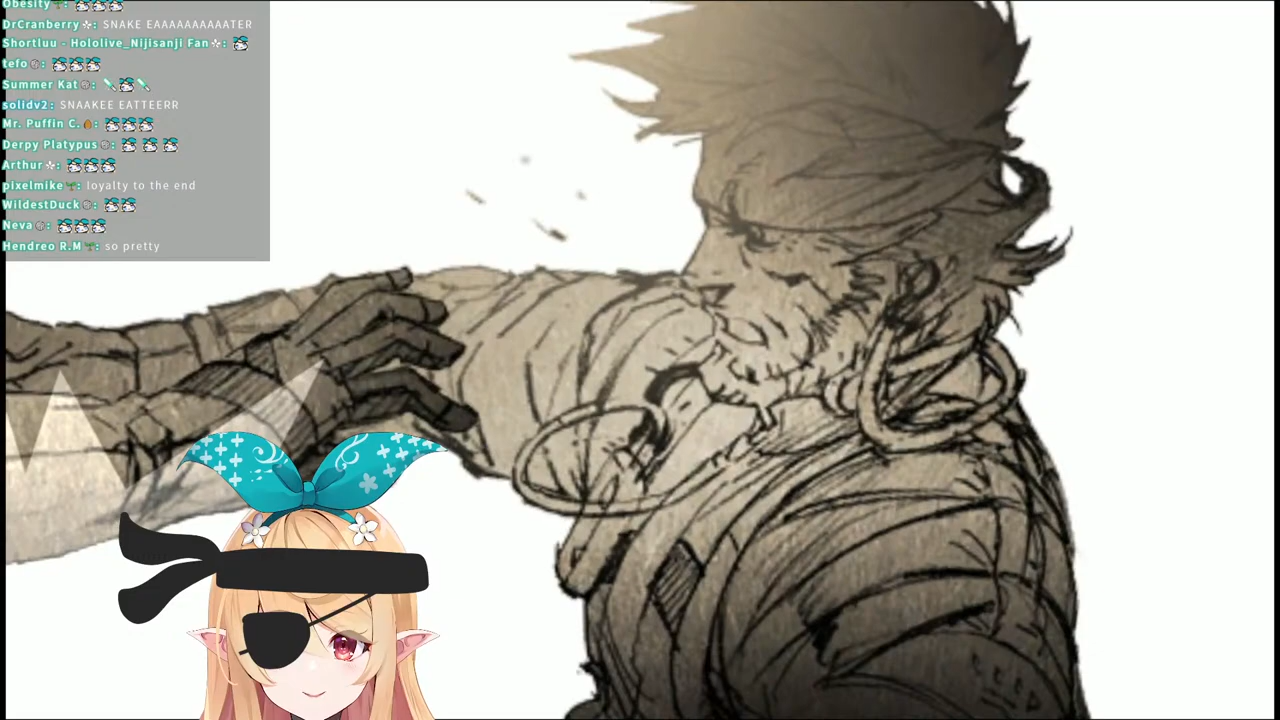 Obesity:
DrCranberry: SNAKE EAAAAAAAAAATER
Shortluu - Hololive_Nijisanji Fan:
tefo:
Summer Kat:
solidv2: SNAAKEE EATTEERR
Mr. Puffin C.:
Derpy Platypus:
Arthur:
pixelmike: loyalty to the end
WildestDuck:
Neva:
Hendreo R.M: so pretty